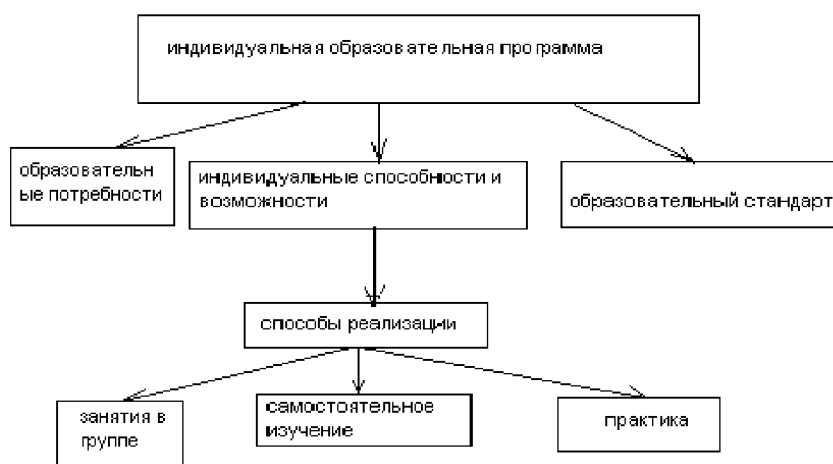 индивидуальная образовательная программа
образовательн
ые потребности
индивидуальные способности и
возможности
образовательный стандарт
способы реализации
занятия в
группе
самостоятельное
изучение
практика